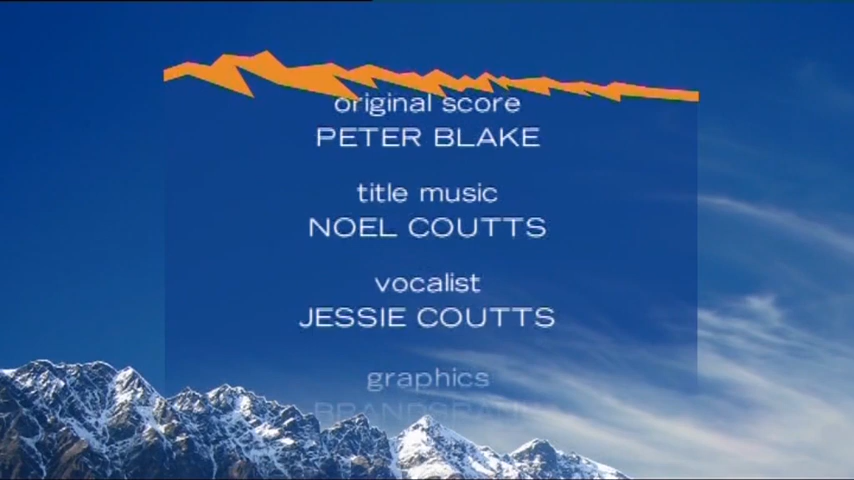 original score
PETER BLAKE
title music
NOEL COUTTS
vocalist
JESSIE COUTTS
graphics